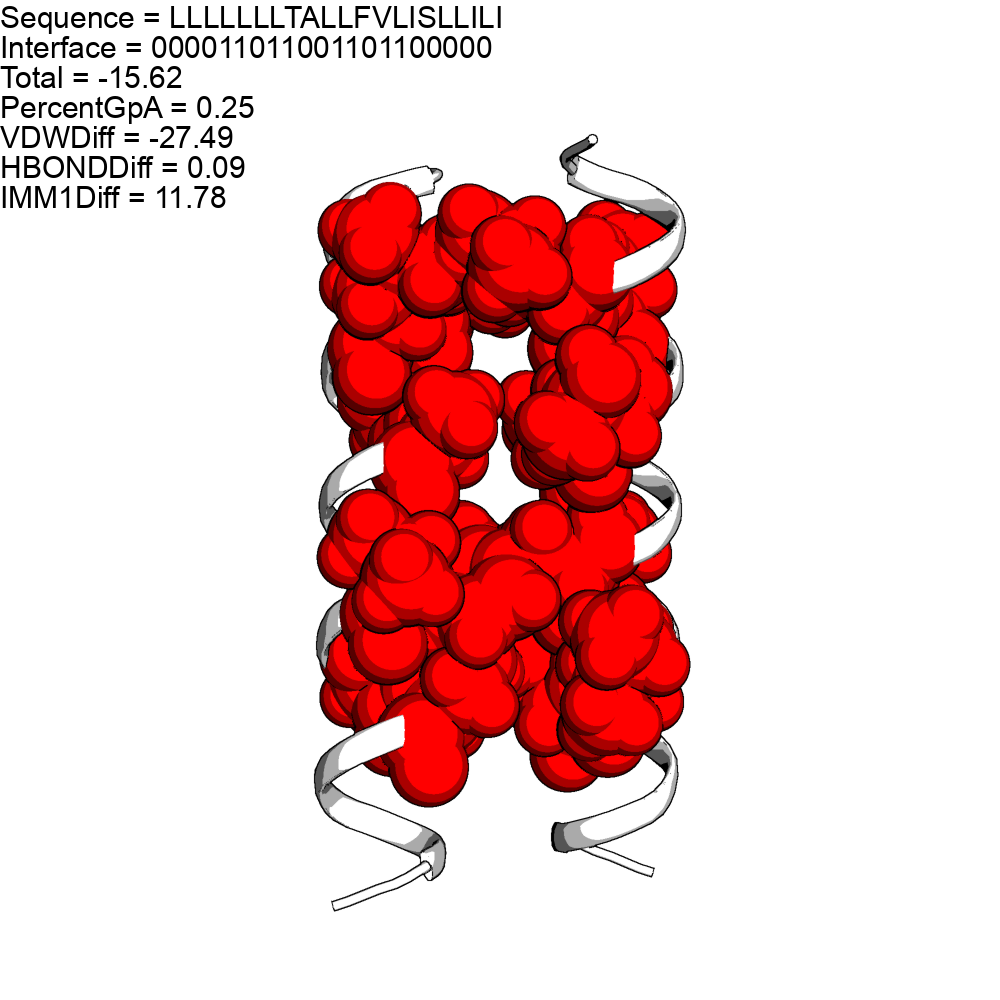 Sequence = LLLLLLLTALLFVLISLLILI
Interface = 000011011001101100000
Total = -15.62
PercentGpA = 0.25
VDWDiff = -27.49
HBONDDiff = 0.09
IMM1Diff = 11.78